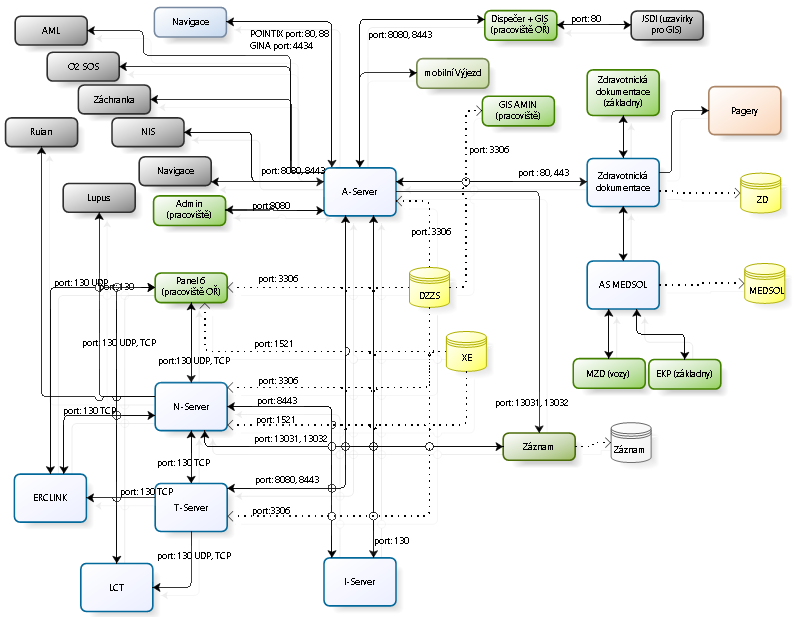 AML
Navigace
POINTIX port: 80, 88
GINA port: 4434
port: 8080, 8443
Dispečer + GIS
(pracoviště OŘ)
port: 80
JSDI (uzavírky
pro GIS)
O2 SOS
mobilní Výjezd
Zdravotnická
dokumentace
(základny)
Záchranka
GIS AMIN
(pracoviště)
Pagery
Ruian
NIS
port: 3306
Navigace
port: 8080, 8443
port: 80, 443
Zdravotnická
dokumentace
A-Server
Lupus
Admin
(pracoviště)
port:8080
ZD
port: 3306
port: 130 UDP
port: 130
Panel 6
(pracoviště OŘ)
port: 3306
DZZS
AS MEDSOL
MEDSOL
port: 130 UDP, TCP
port: 1521
XE
port:130 UDP, TCP
MZD (vozy)
EKP (základny)
port: 3306
port: 130 TCP
N-Server
port: 8443
port: 13031, 13032
port: 1521
port: 13031, 13032
Záznam
Záznam
port: 130 TCP
port: 8080, 8443
ERCLINK
port: 130 TCP
T-Server
port:3306
port: 130
port: 130 UDP, TCP
LCT
I-Server